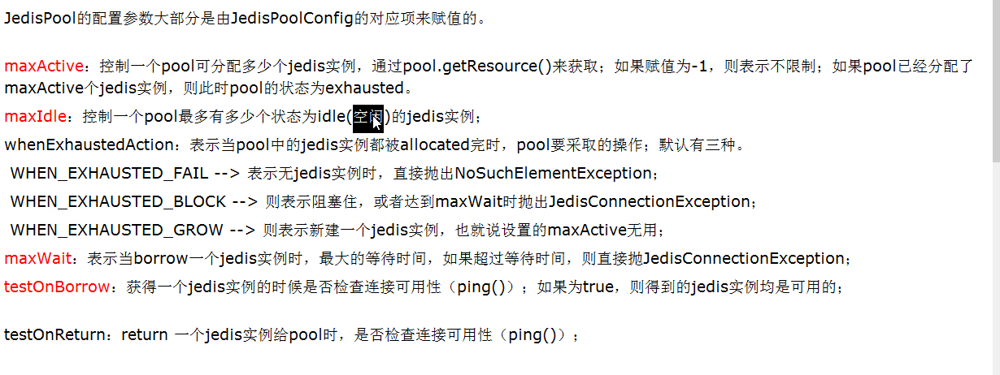 JedisPool的配置参数大部分是由JedisPoolConfig的对应项来赋值的。
maxActive：控制一个pool可分配多少个jedis实例，通过pool.getResource()来获取；如果赋值为-1，则表示不限制；如果pool已经分配了
maxActive个jedis实例，则此时pool的状态为exhausted。
maxIdle：控制一个pool最多有多少个状态为idle(空闲)的jedis实例；
whenExhaustedAction：表示当pool中的jedis实例都被allocated完时，pool要采取的操作；默认有三种。
WHEN_EXHAUSTED_FAIL --> 表示无jedis实例时，直接抛出NoSuchElementException；
WHEN_EXHAUSTED_BLOCK --> 则表示阻塞住，或者达到maxWait时抛出JedisConnectionException；
WHEN_EXHAUSTED_GROW --> 则表示新建一个jedis实例，也就说设置的maxActive无用；
maxWait：表示当borrow一个jedis实例时，最大的等待时间，如果超过等待时间，则直接抛JedisConnectionException；
testOnBorrow：获得一个jedis实例的时候是否检查连接可用性（ping()）；如果为true，则得到的jedis实例均是可用的；
testOnReturn：return 一个jedis实例给pool时，是否检查连接可用性（ping()）；